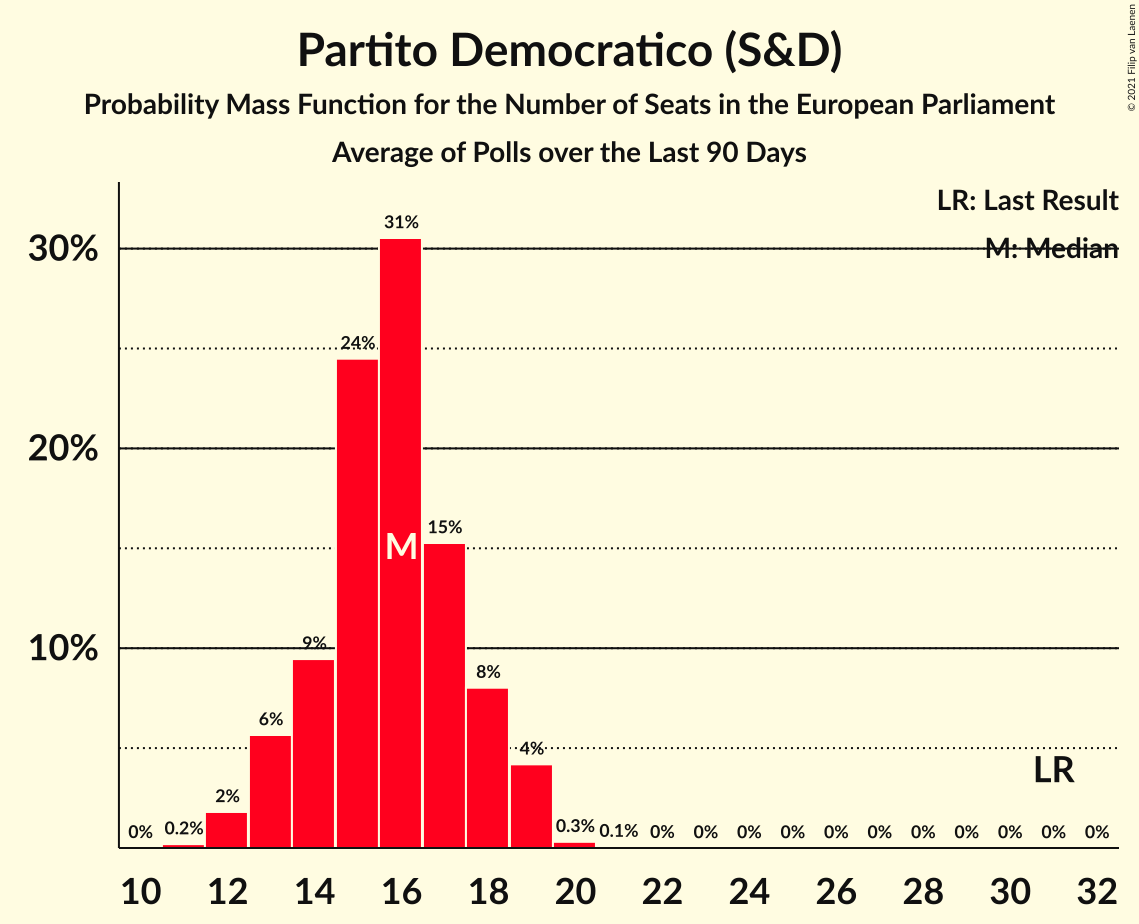 Partito Democratico (S&D)
Probability Mass Function for the Number of Seats in the European Parliament
Average of Polls over the Last 90 Days
© 2021 Filip van Laenen
LR: Last Result
M: Median
30%
20%
10%
0%
0.2%
2%
6%
9%
24%
31%
15%
8%
4%
0.3%
0.1%
0%
0%
0%
0%
0%
0%
0%
0%
0%
0%
0%
M
LR
10 12 14 16 18 20 22 24 26 28 30 32